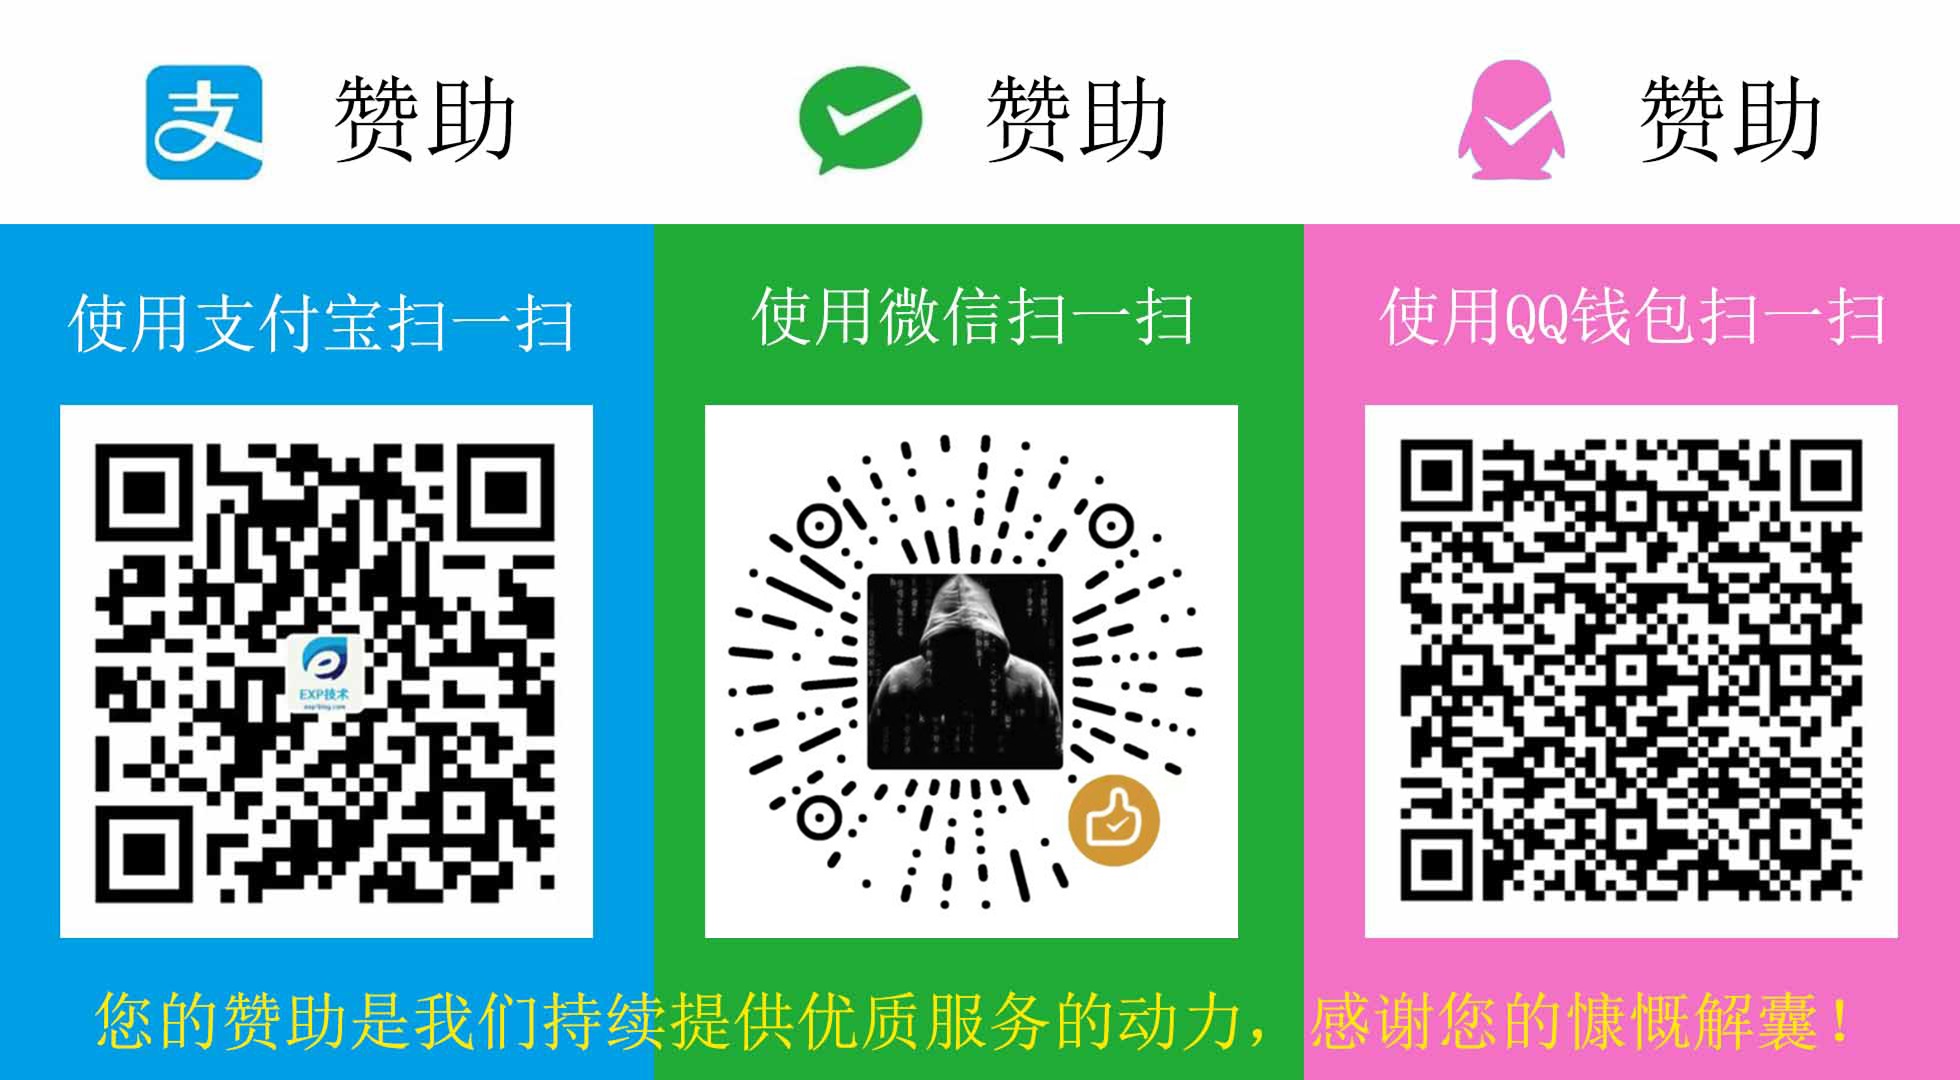 支 赞助
赞助
赞助
使用支付宝扫一扫
使用微信扫一扫
使用QQ钱包扫一扫
EXP技术
您的赞助是我们持续提供优质服务的动力，感谢您的慷慨解囊！